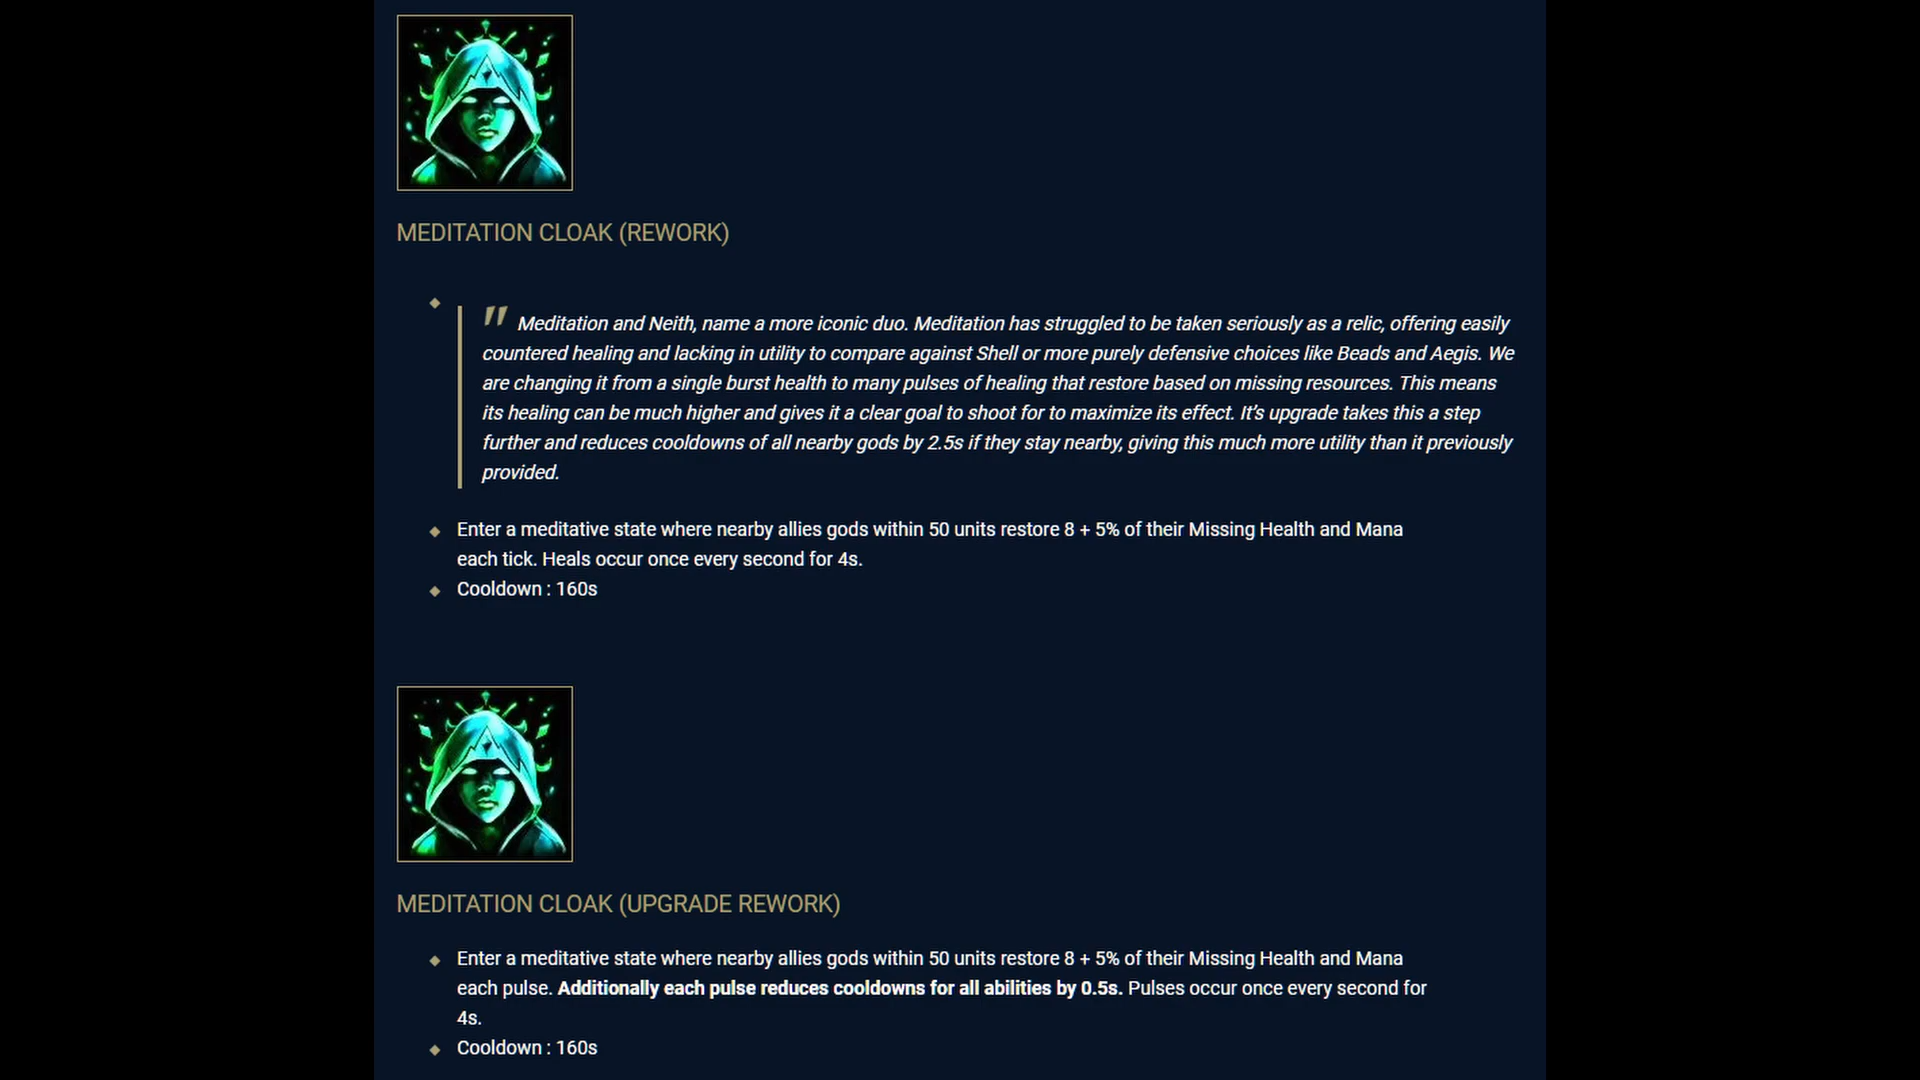 MEDITATION CLOAK (REWORK)
" Meditation and Neith, name a more iconic duo. Meditation has struggled to be taken seriously as a relic, offering easily
countered healing and lacking in utility to compare against Shell or more purely defensive choices like Beads and Aegis. We
are changing it from a single burst health to many pulses of healing that restore based on missing resources. This means
its healing can be much higher and gives it a clear goal to shoot for to maximize its effect. It's upgrade takes this a step
further and reduces cooldowns of all nearby gods by 2.5s if they stay nearby, giving this much more utility than it previously
provided.
Enter a meditative state where nearby allies gods within 50 units restore 8 + 5% of their Missing Health and Mana
each tick. Heals occur once every second for 4s.
Cooldown : 160s
MEDITATION CLOAK (UPGRADE REWORK)
Enter a meditative state where nearby allies gods within 50 units restore 8 + 5% of their Missing Health and Mana
each pulse. Additionally each pulse reduces cooldowns for all abilities by 0.5s. Pulses occur once every second for
4s.
Cooldown : 160s